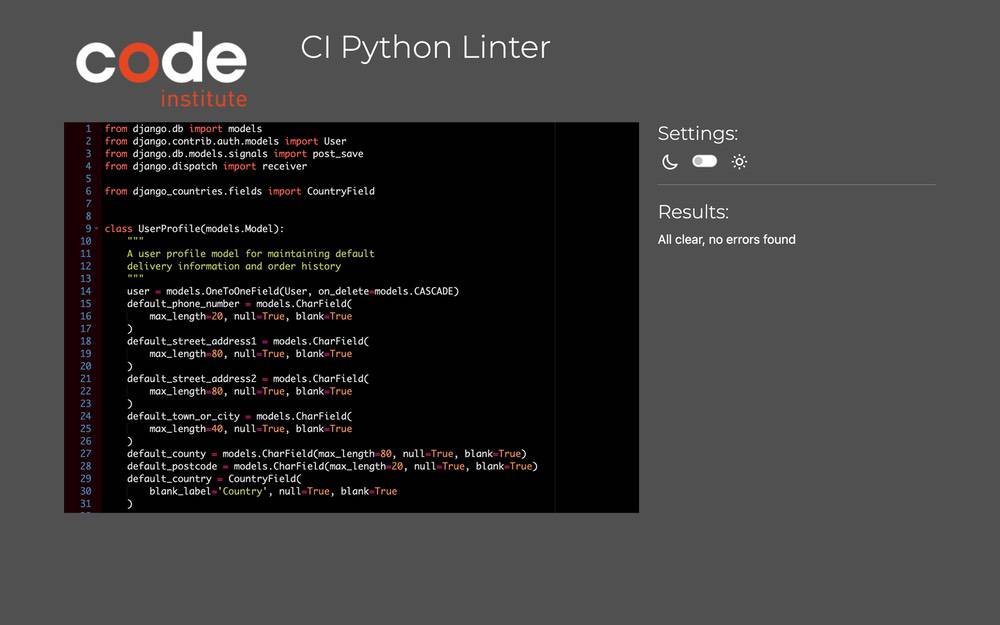 code
institute
CI Python Linter
1 from django.db import models
2 from django.contrib.auth.models import User
3 from django.db.models.signals import post_save
4 from django.dispatch import receiver
5
6 from django_countries.fields import CountryField
7
8
9 class UserProfile(models.Model):
10     """
11     A user profile model for maintaining default
12     delivery information and order history
13     """
14     user = models.OneToOneField(User, on_delete=models.CASCADE)
15     default_phone_number = models.CharField(
16         max_length=20, null=True, blank=True
17     )
18     default_street_address1 = models.CharField(
19         max_length=80, null=True, blank=True
20     )
21     default_street_address2 = models.CharField(
22         max_length=80, null=True, blank=True
23     )
24     default_town_or_city = models.CharField(
25         max_length=40, null=True, blank=True
26     )
27     default_county = models.CharField(max_length=80, null=True, blank=True)
28     default_postcode = models.CharField(max_length=20, null=True, blank=True)
29     default_country = CountryField(
30         blank_label='Country', null=True, blank=True
31     )
Settings:
Results:
All clear, no errors found